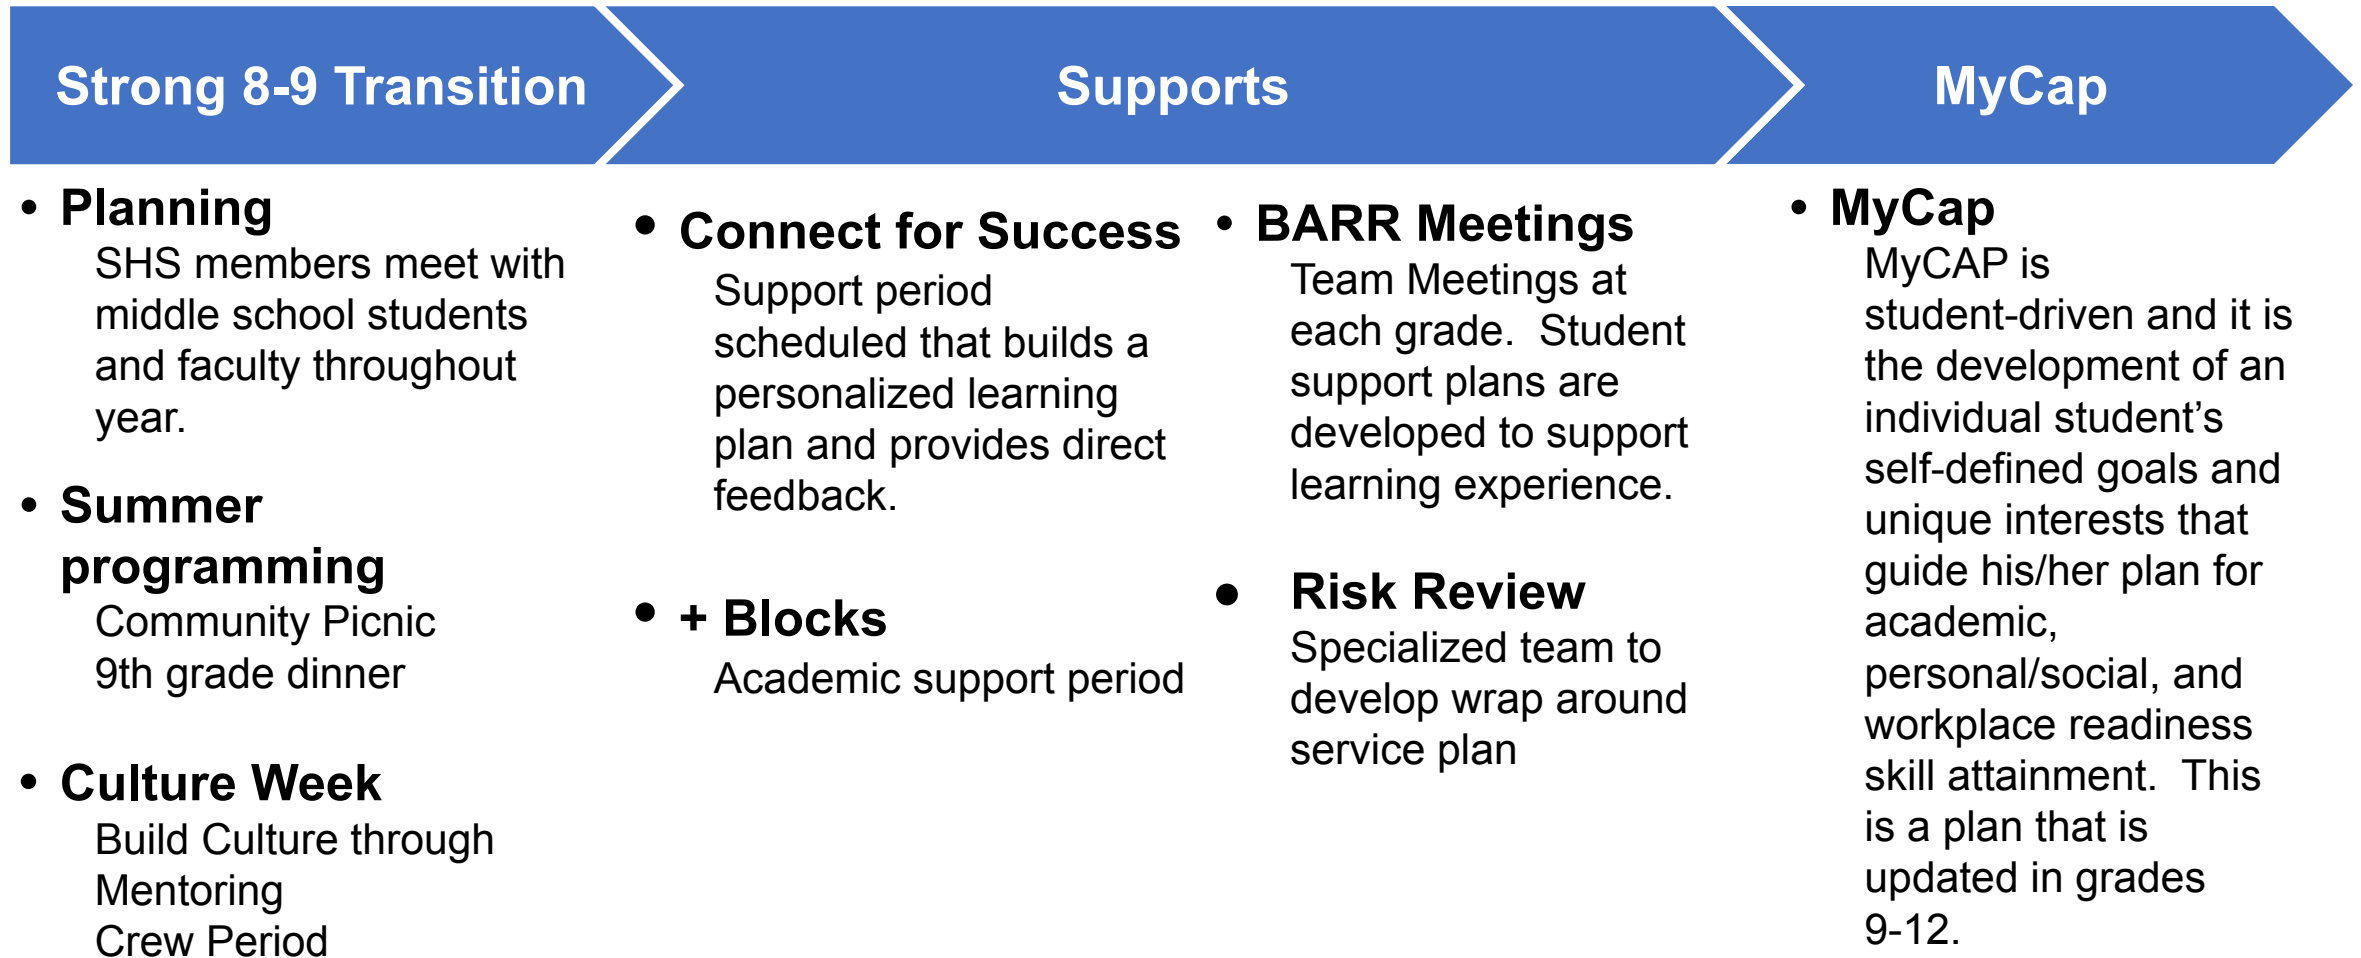 Strong 8-9 Transition
Supports
MyCap
• Planning
SHS members meet with
middle school students
and faculty throughout
year.
• Summer
programming
Community Picnic
9th grade dinner
• Culture Week
Build Culture through
Mentoring
Crew Period
• Connect for Success
Support period
scheduled that builds a
personalized learning
plan and provides direct
feedback.
• + Blocks
Academic support period
• BARR Meetings
Team Meetings at
each grade.  Student
support plans are
developed to support
learning experience.
• Risk Review
Specialized team to
develop wrap around
service plan
• MyCap
MyCAP is
student-driven and it is
the development of an
individual student’s
self-defined goals and
unique interests that
guide his/her plan for
academic,
personal/social, and
workplace readiness
skill attainment.  This
is a plan that is
updated in grades
9-12.